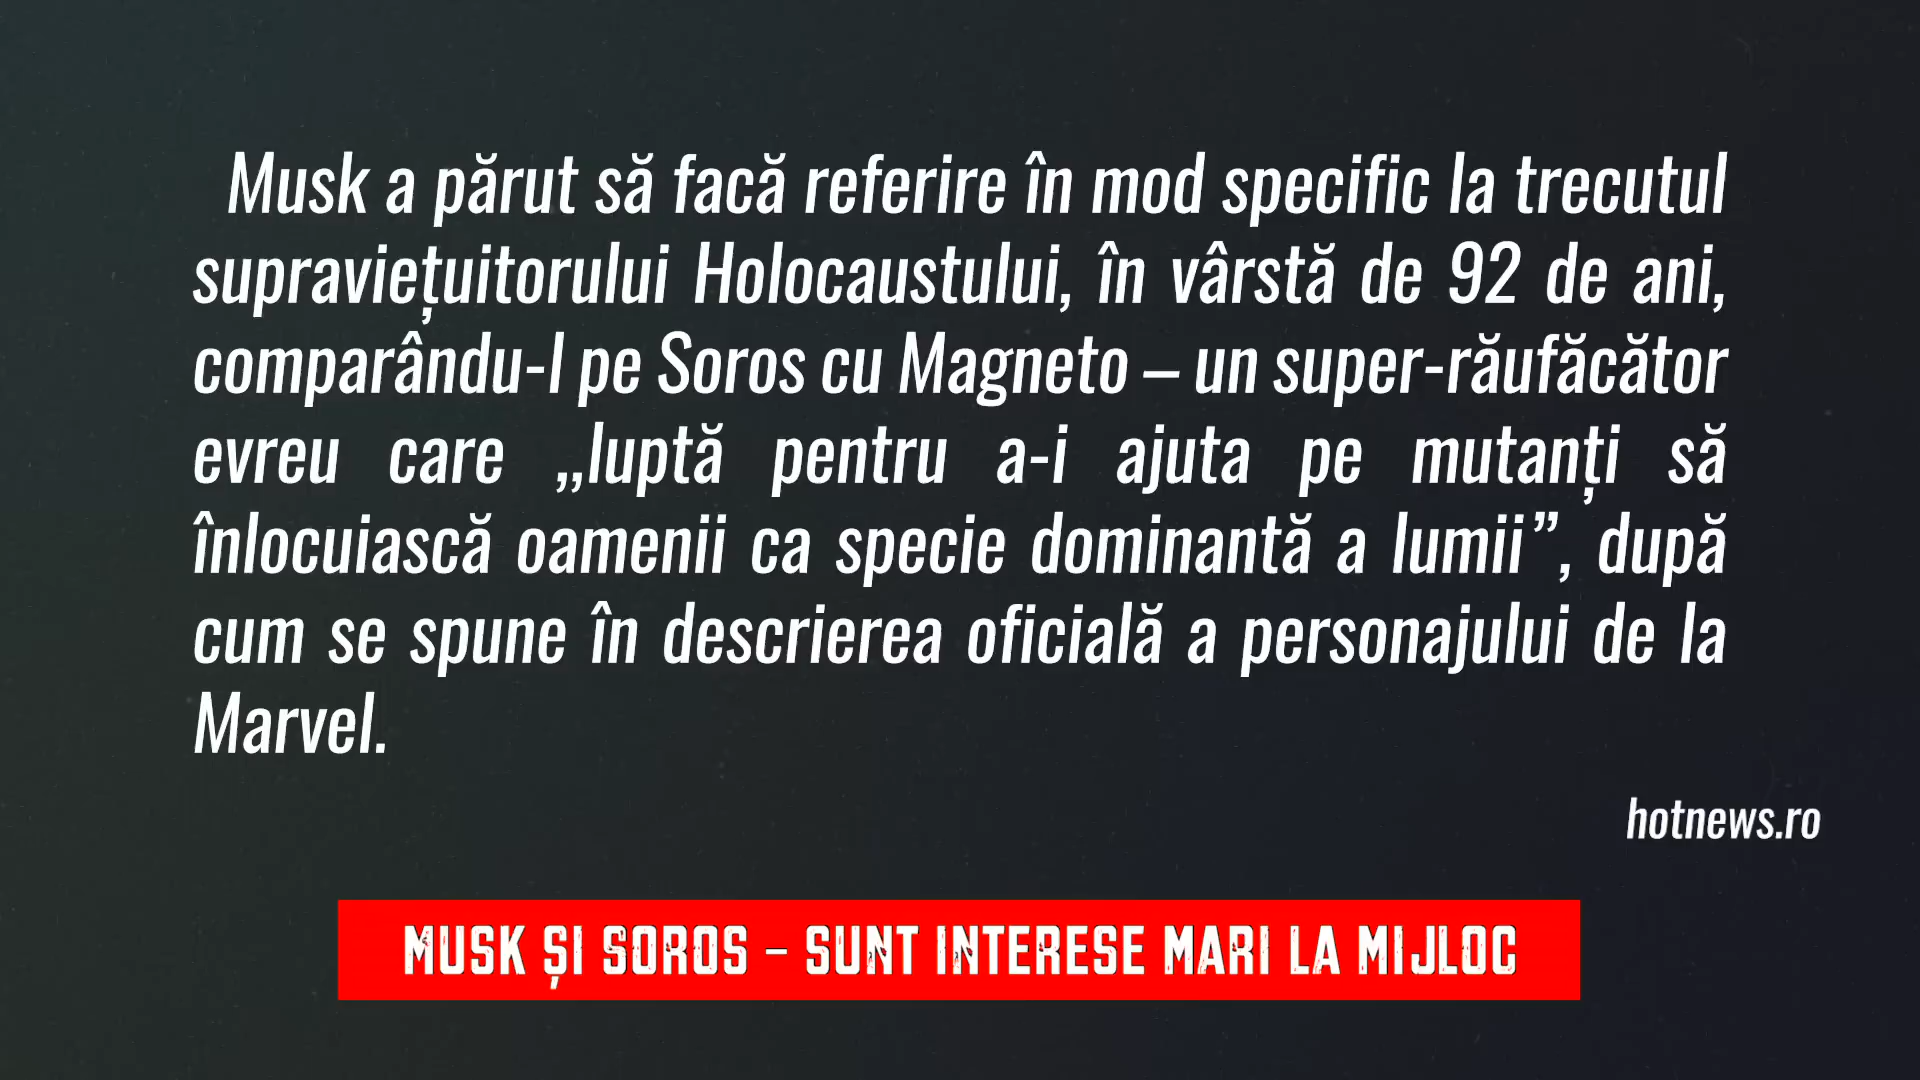 Musk a părut să facă referire în mod specific la trecutul
supraviețuitorului Holocaustului, în vârstă de 92 de ani,
comparându-l pe Soros cu Magneto – un super-răufăcător
evreu care „luptă pentru a-i ajuta pe mutanți să
înlocuiască oamenii ca specie dominantă a lumii”, după
cum se spune în descrierea oficială a personajului de la
Marvel.
hotnews.ro
MUSK ȘI SOROS - SUNT INTERESE MARI LA MIJLOC